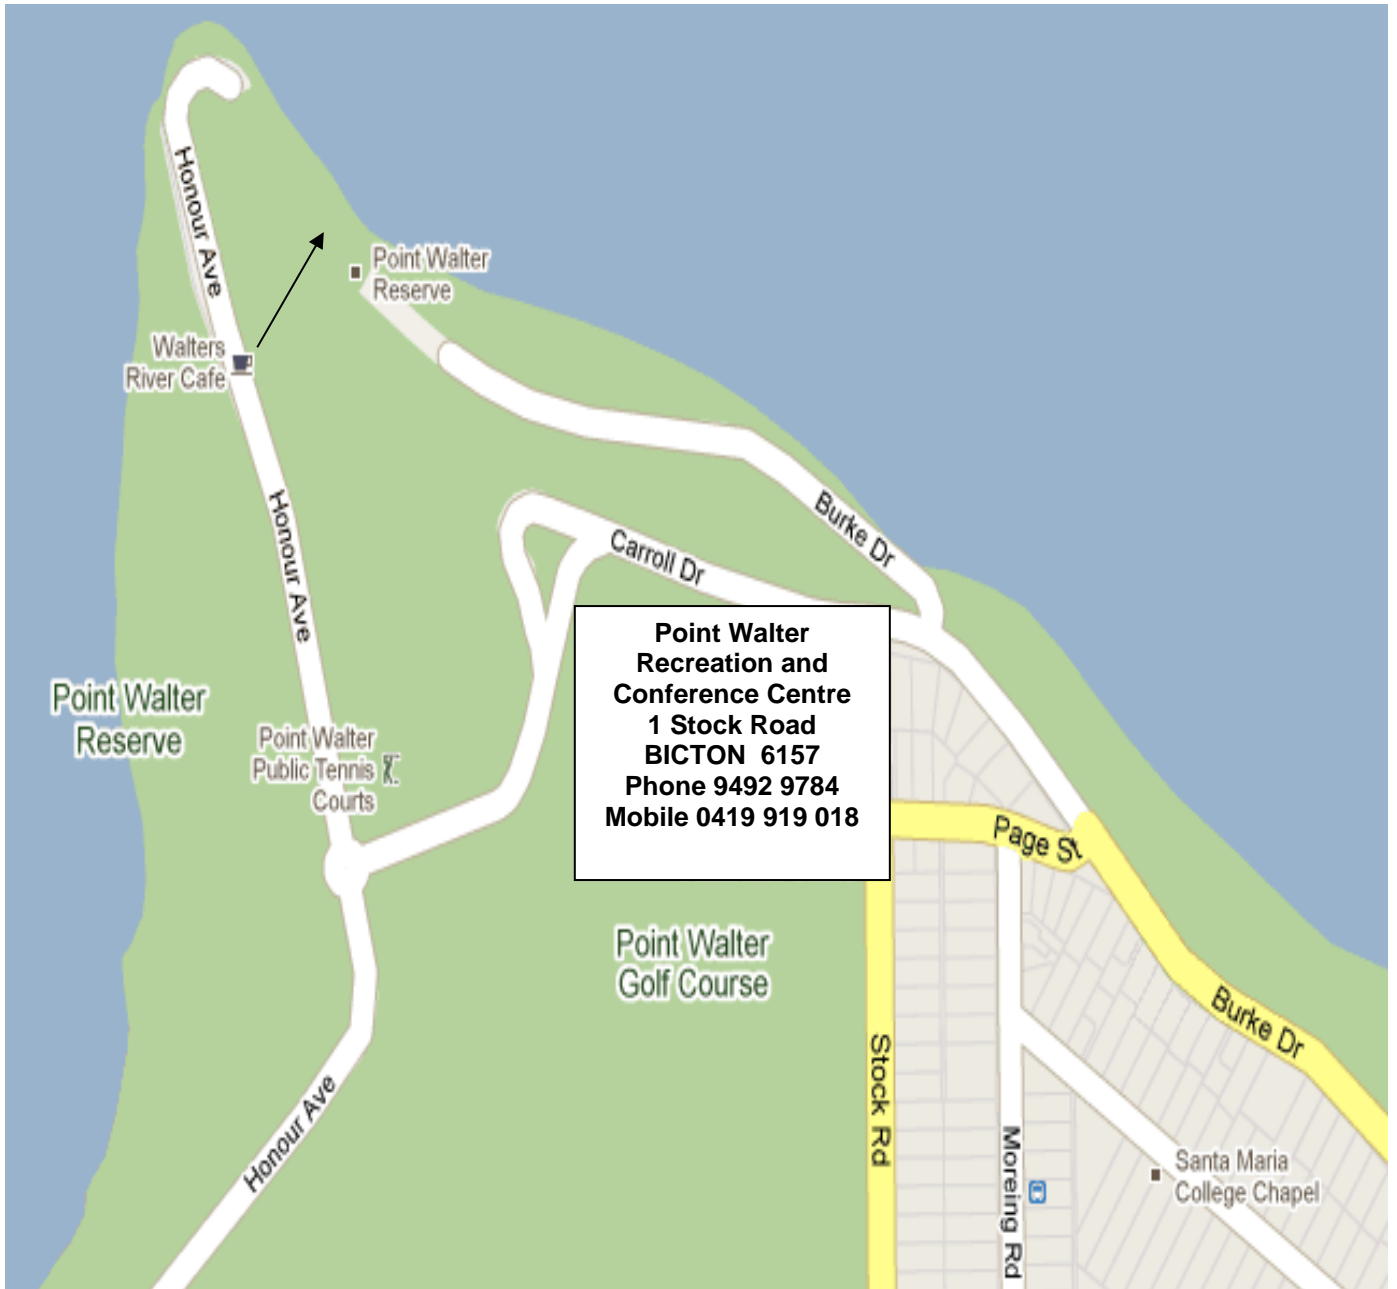 Honour Ave
Point Walter
Reserve
Walters
River Cafe
Honour Ave
Burke Dr
Carroll Dr
Point Walter
Recreation and
Conference Centre
1 Stock Road
BICTON 6157
Phone 9492 9784
Mobile 0419 919 018
Point Walter
Reserve
Point Walter
Public Tennis
Courts
Page St
Point Walter
Golf Course
Burke Dr
Stock Rd
Honour Ave
Moreing Rd
Santa Maria
College Chapel